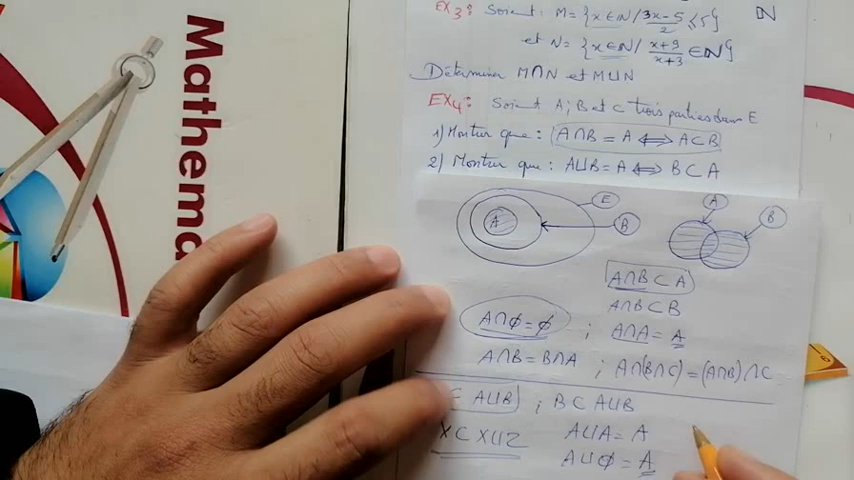 Mathema
EX3: Soient: M = {x ∈ ℕ / 3x-5/2 ≤ 5} ℕ
et N = {x ∈ ℕ / x+9/x+3 ∈ ℕ}
Déterminer M∩N et M∪N
EX4: Soient A; B et C trois parties dans E
1) Montrer que: A∩B = A ⟺ A⊂B
2) Montrer que: A∪B = A ⟺ B⊂A
A E B A B
A∩B ⊂ A
A∩B ⊂ B
A∩∅ = ∅ ; A∩A = A
A∩B = B∩A ; A∩(B∩C) = (A∩B)∩C
⊂ A∪B ; B ⊂ A∪B
X ⊂ X∪Z A∪A = A
A∪∅ = A